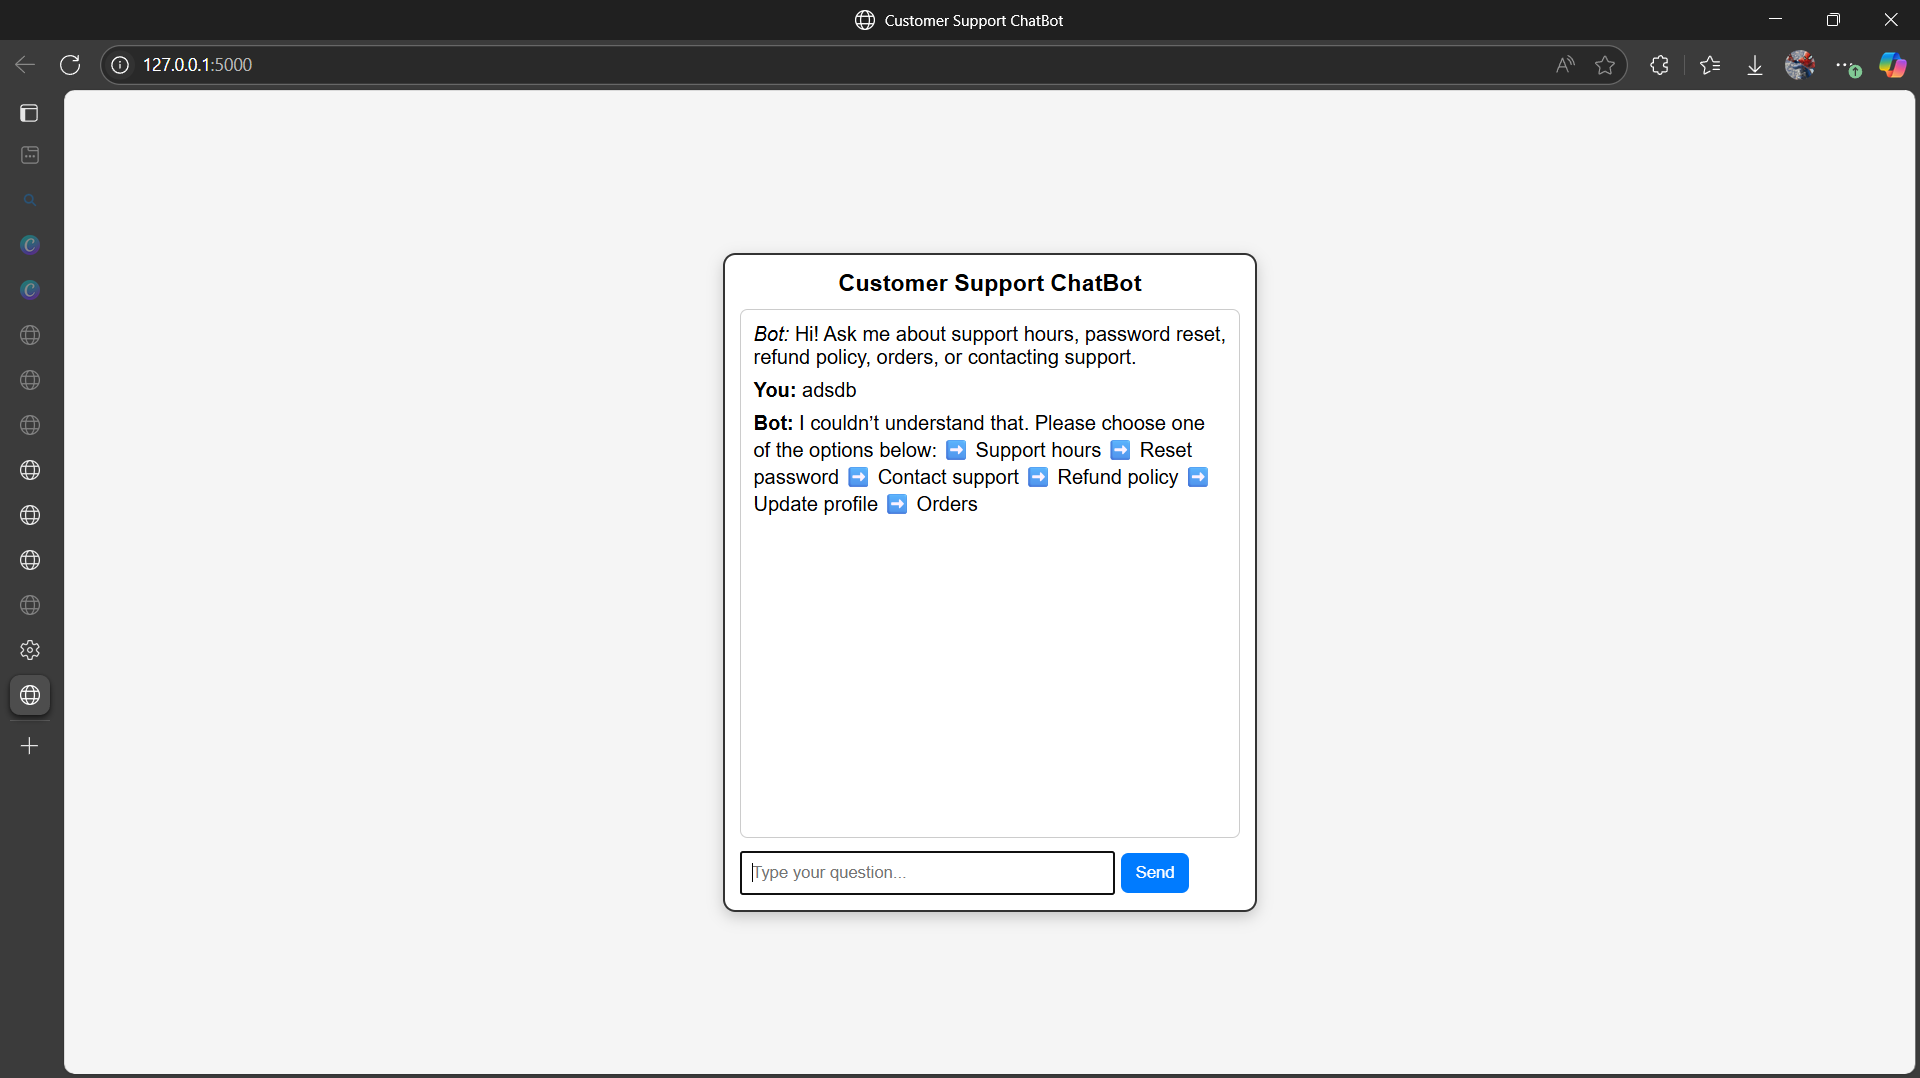 Customer Support ChatBot
127.0.0.1:5000
Customer Support ChatBot
Bot: Hi! Ask me about support hours, password reset,
refund policy, orders, or contacting support.
You: adsdb
Bot: I couldn’t understand that. Please choose one
of the options below: ➡️ Support hours ➡️ Reset
password ➡️ Contact support ➡️ Refund policy ➡️
Update profile ➡️ Orders
Type your question...
Send